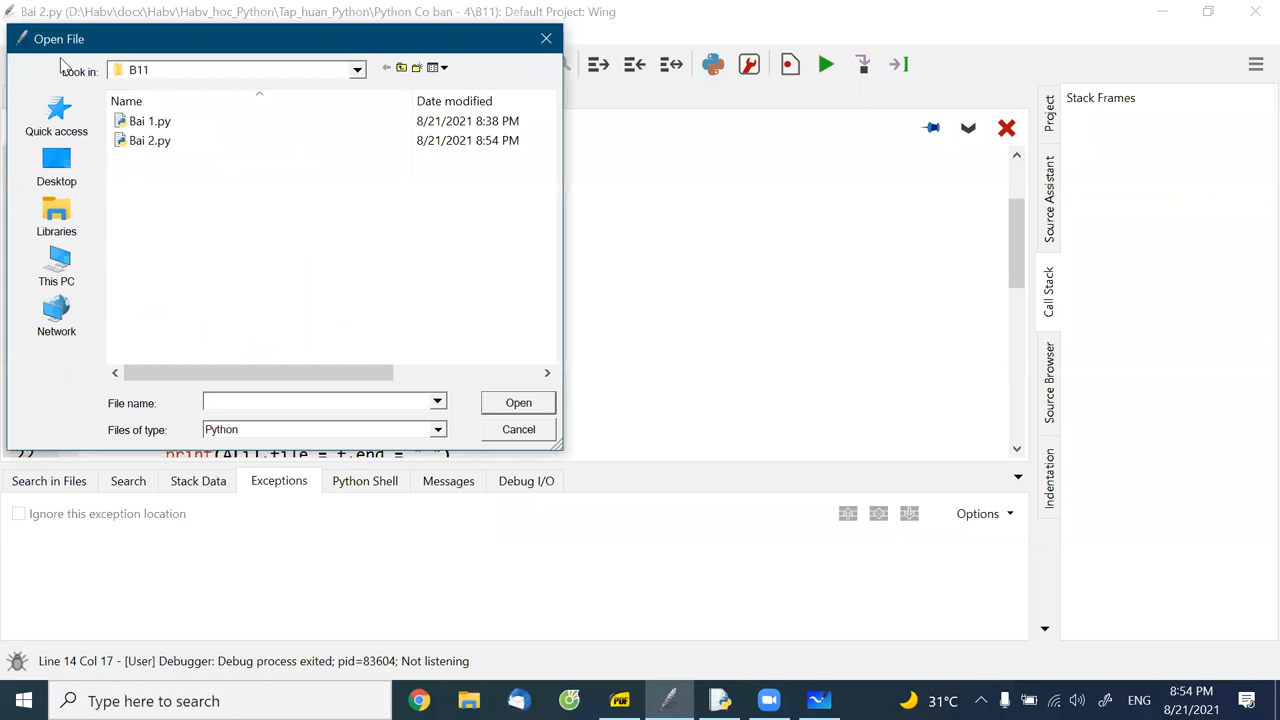 Bai 2.py (D:\Habv\docx\Habv\Habv_hoc_Python\Tap_huan_Python\Python Co ban - 4\B11): Default Project: Wing
Open File
Look in:
B11
Name
Date modified
Bai 1.py
8/21/2021 8:38 PM
Bai 2.py
8/21/2021 8:54 PM
Quick access
Desktop
Libraries
This PC
Network
File name:
Open
Files of type:
Python
Cancel
Stack Frames
Project
Source Assistant
Call Stack
Source Browser
Indentation
22
print(A[i],file = f,end = " ")
Search in Files
Search
Stack Data
Exceptions
Python Shell
Messages
Debug I/O
Ignore this exception location
Options
Line 14 Col 17 - [User] Debugger: Debug process exited; pid=83604; Not listening
Type here to search
PDF
31°C
ENG
8:54 PM
8/21/2021